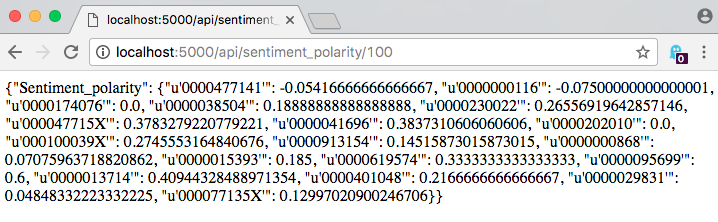 localhost:5000/api/sentiment_
localhost:5000/api/sentiment_polarity/100
0
{"Sentiment_polarity": {"u'0000477141'": -0.05416666666666667, "u'0000000116'": -0.07500000000000001,
"u'0000174076'": 0.0, "u'0000038504'": 0.18888888888888888, "u'0000230022'": 0.26556919642857146,
"u'000047715X'": 0.3783279220779221, "u'0000041696'": 0.3837310606060606, "u'0000202010'": 0.0,
"u'000100039X'": 0.2745553164840676, "u'0000913154'": 0.14515873015873015, "u'0000000868'":
0.07075963718820862, "u'0000015393'": 0.185, "u'0000619574'": 0.3333333333333333, "u'0000095699'":
0.6, "u'0000013714'": 0.40944328488971354, "u'0000401048'": 0.2166666666666667, "u'0000029831'":
0.04848332223332225, "u'000077135X'": 0.12997020900246706}}